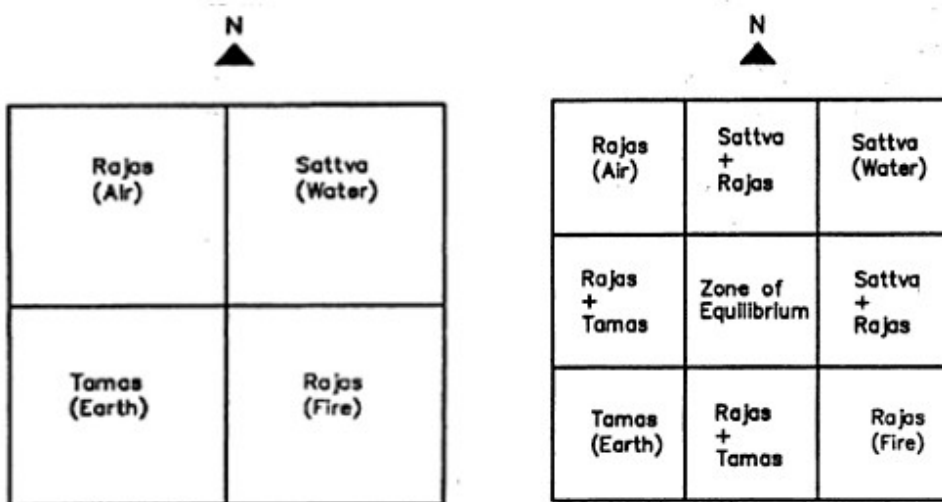 N
Rajas
(Air)
Sattva
(Water)
Tamas
(Earth)
Rajas
(Fire)
N
Rajas
(Air)
Sattva
+
Rajas
Sattva
(Water)
Rajas
+
Tamas
Zone of
Equilibrium
Sattva
+
Rajas
Tamas
(Earth)
Rajas
+
Tamas
Rajas
(Fire)